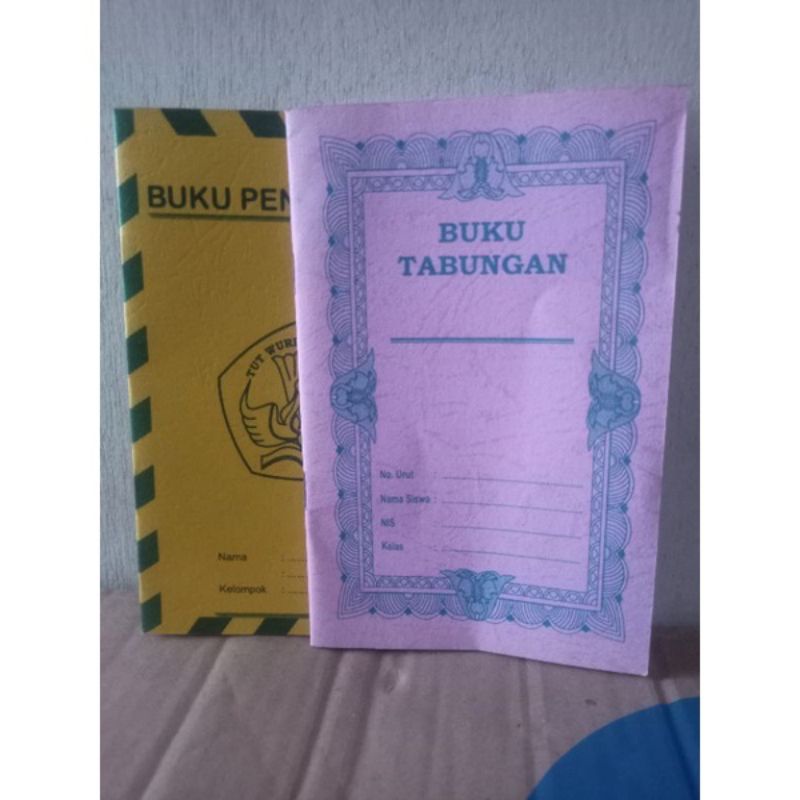 BUKU PEN
TUT WURI
Nama :
:
Kelompok :
BUKU
TABUNGAN
No. Urut :
Nama Siswa :
NIS :
Kelas :